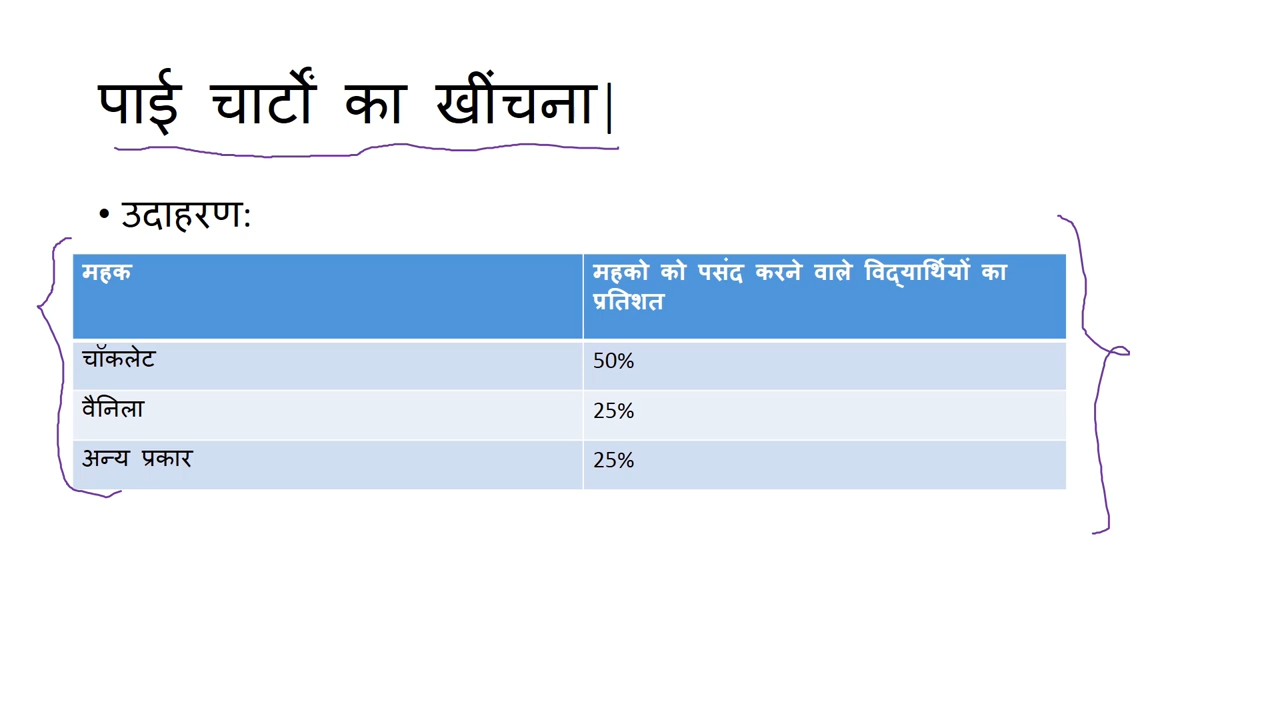 पाई चार्टों का खींचना|
• उदाहरण:
महक
महको को पसंद करने वाले विद्यार्थियों का
प्रतिशत
चॉकलेट
50%
वैनिला
25%
अन्य प्रकार
25%